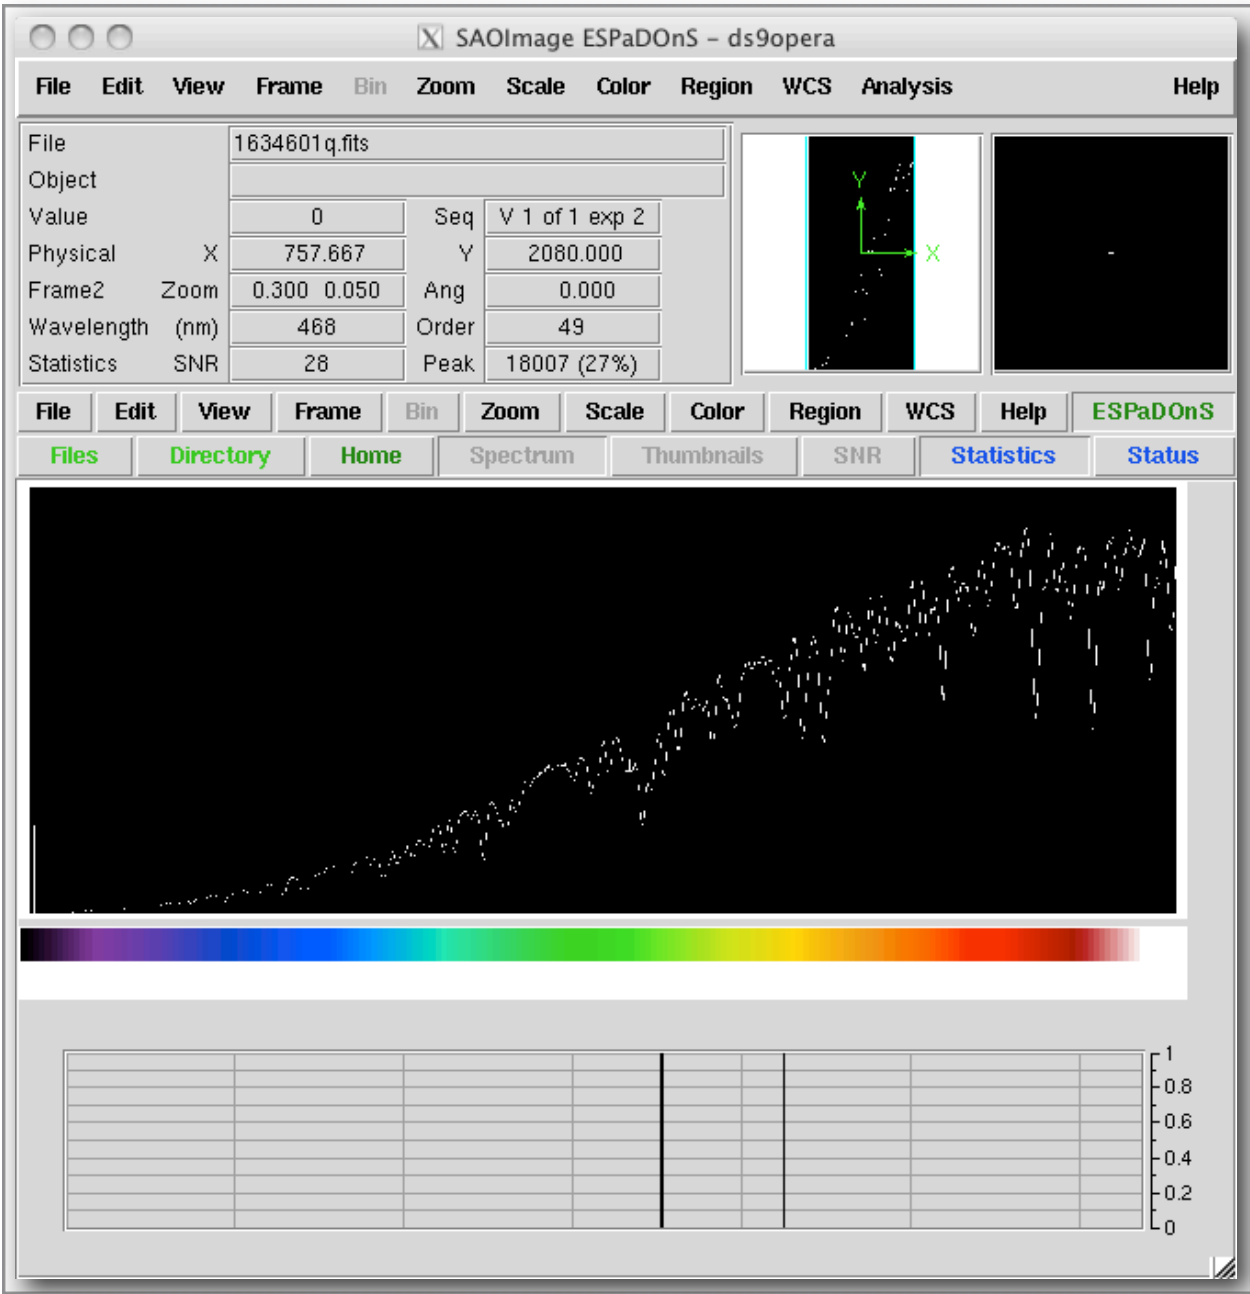 X SAOImage ESPaDOnS - ds9opera
File Edit View Frame Bin Zoom Scale Color Region WCS Analysis Help
File 1634601q.fits
Object
Value 0 Seq V 1 of 1 exp 2
Physical X 757.667 Y 2080.000
Frame2 Zoom 0.300 0.050 Ang 0.000
Wavelength (nm) 468 Order 49
Statistics SNR 28 Peak 18007 (27%)
Y
X
File Edit View Frame Bin Zoom Scale Color Region WCS Help ESPaDOnS
Files Directory Home Spectrum Thumbnails SNR Statistics Status
1
0.8
0.6
0.4
0.2
0